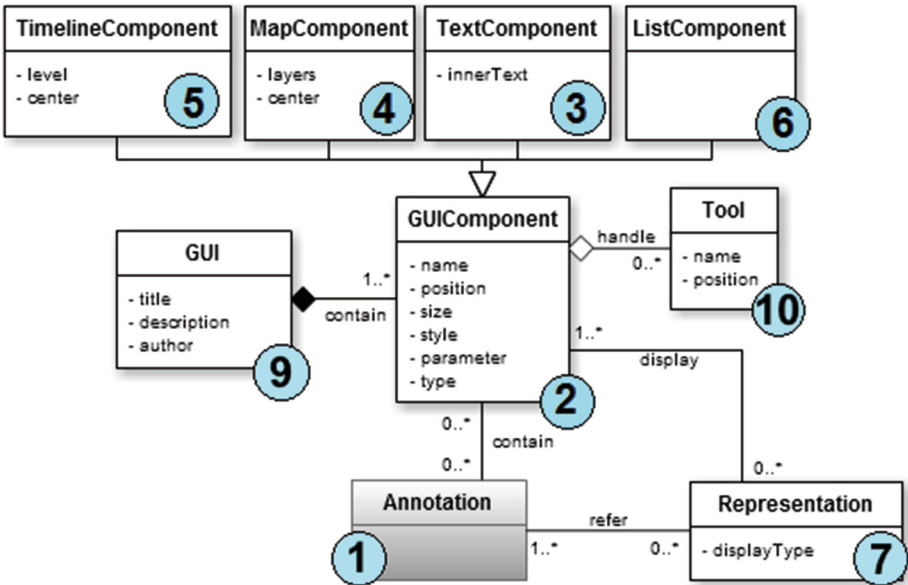 TimelineComponent
- level
- center
5
MapComponent
- layers
- center
4
TextComponent
- innerText
3
ListComponent
6
GUIComponent
- name
- position
- size
- style
- parameter
- type
2
handle
0..*
Tool
- name
- position
10
GUI
- title
- description
- author
9
1..*
contain
1..*
display
0..*
0..*
contain
0..*
Annotation
1
refer
1..*
0..*
Representation
- displayType
7